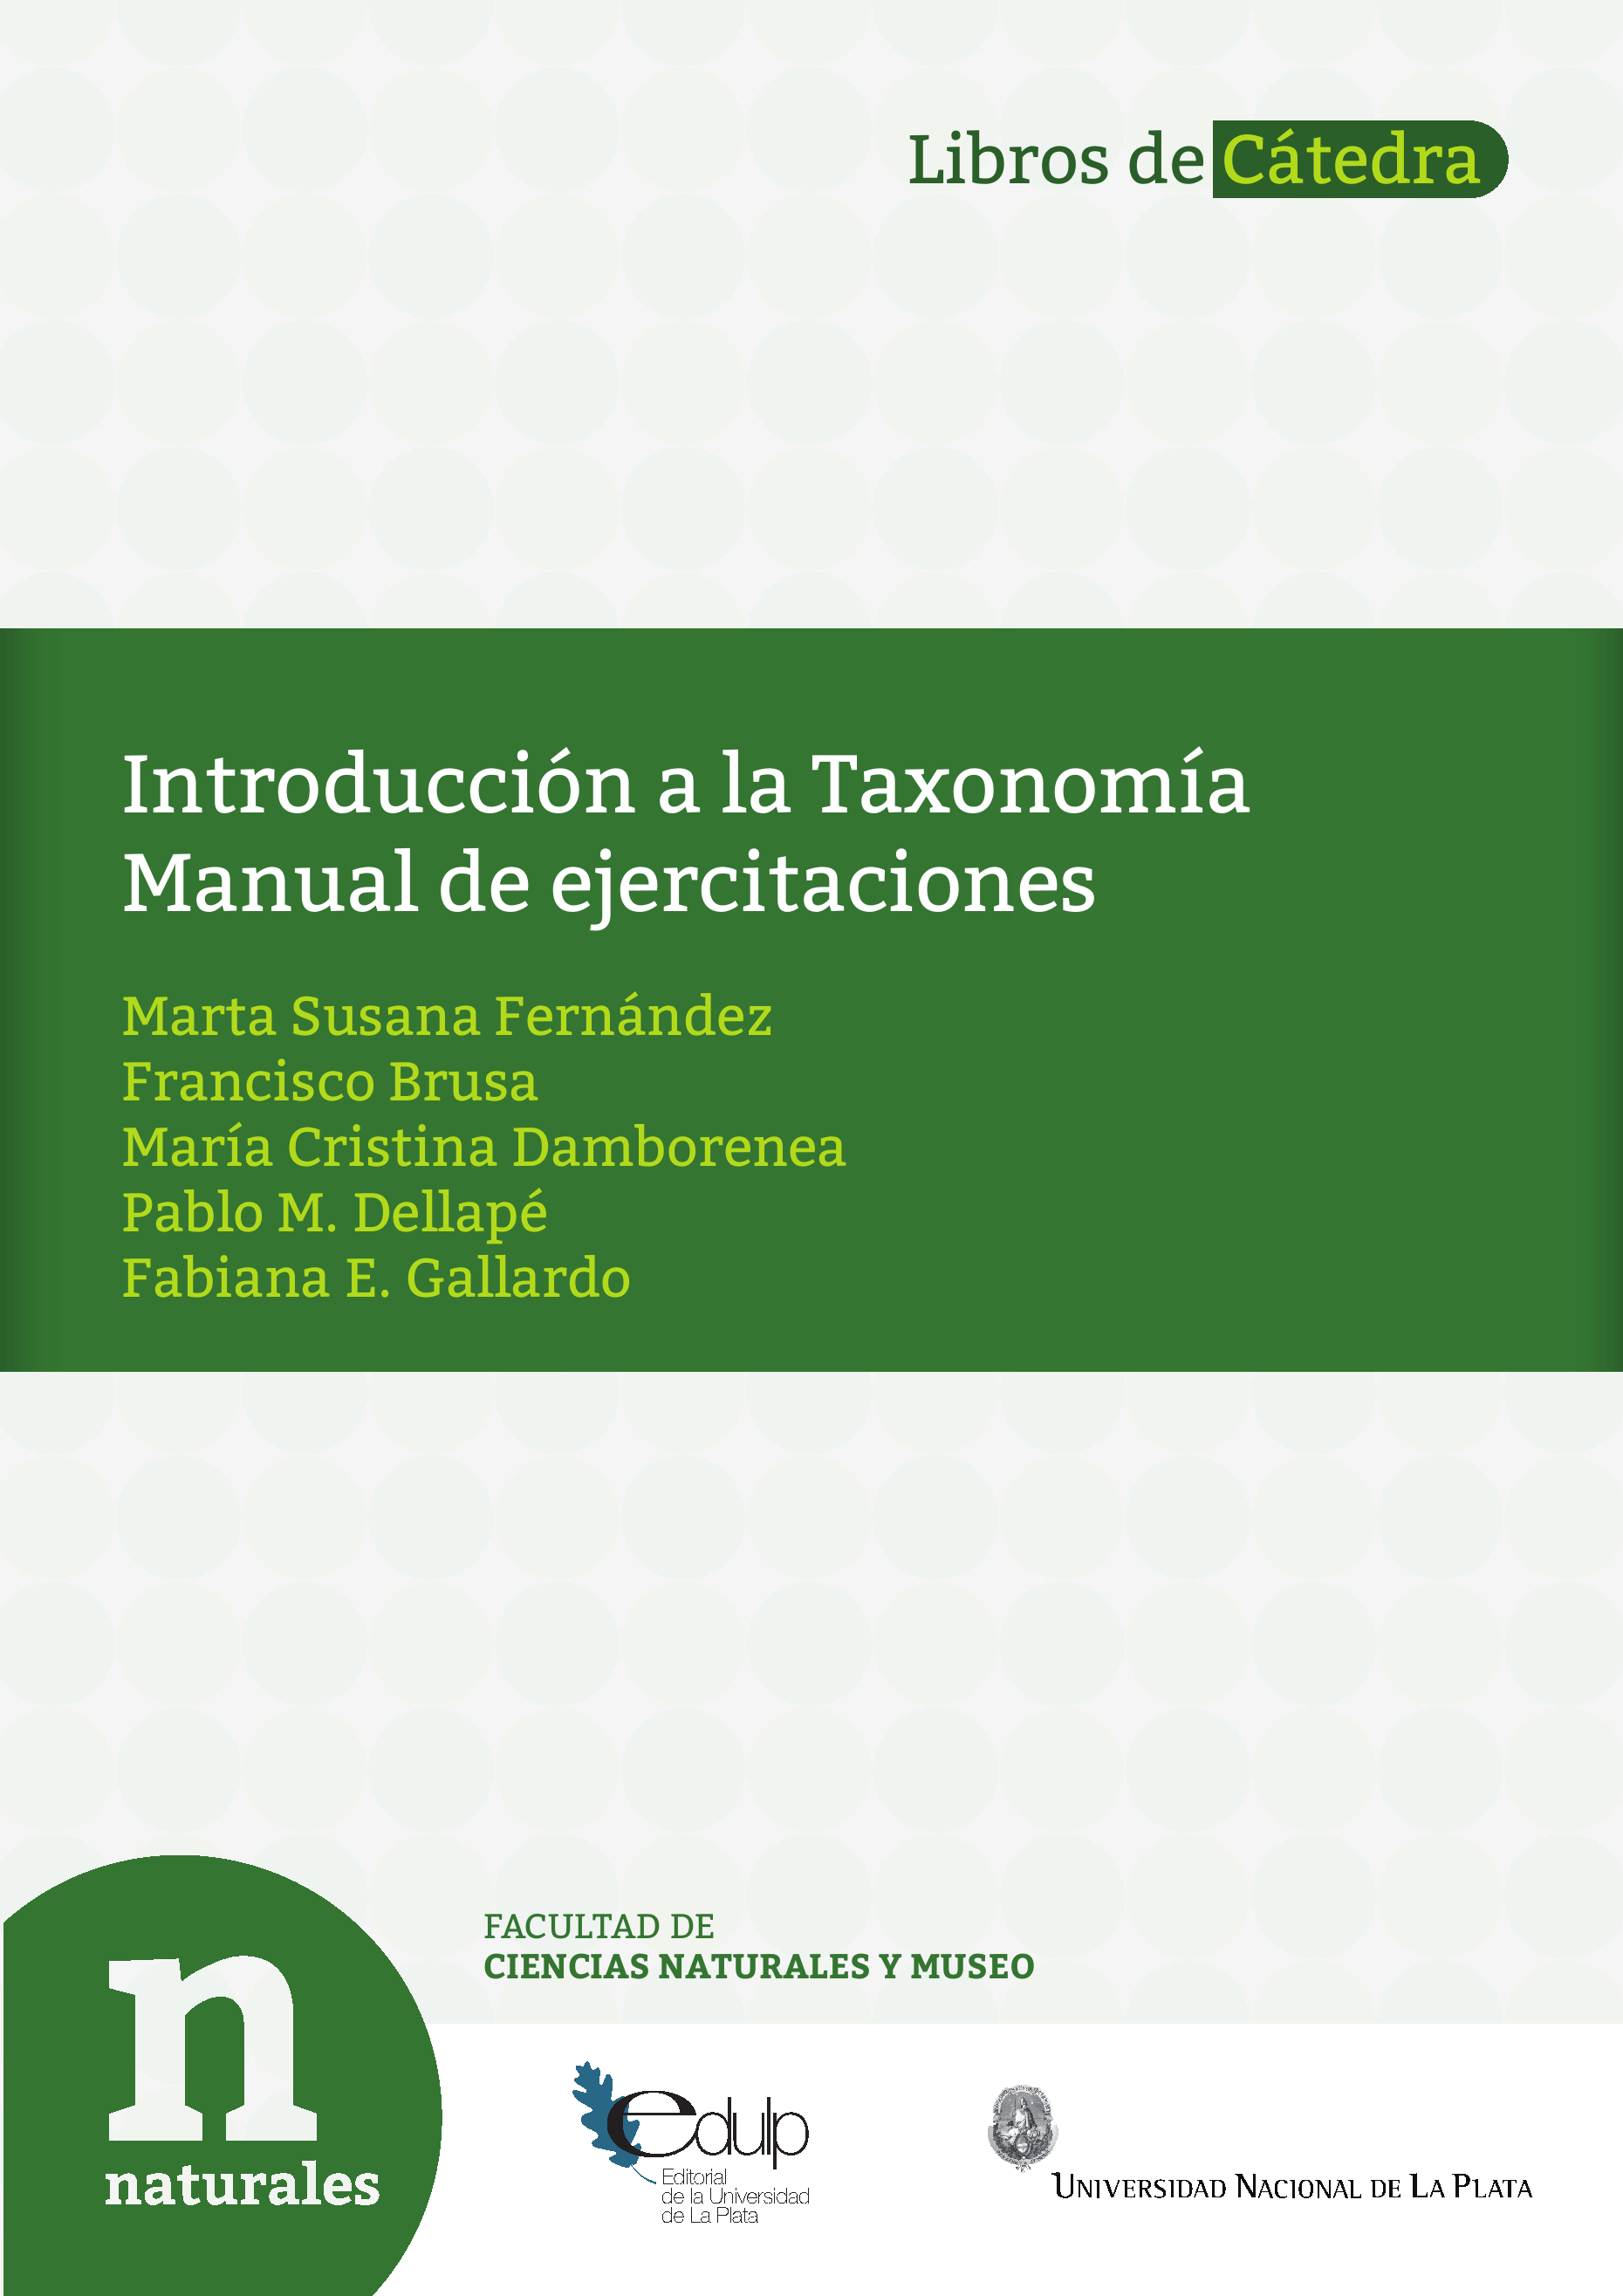 Libros de Cátedra
Introducción a la Taxonomía
Manual de ejercitaciones
Marta Susana Fernández
Francisco Brusa
María Cristina Damborenea
Pablo M. Dellapé
Fabiana E. Gallardo
FACULTAD DE
CIENCIAS NATURALES Y MUSEO
n
naturales
edulp
Editorial
de la Universidad
de La Plata
UNIVERSIDAD NACIONAL DE LA PLATA